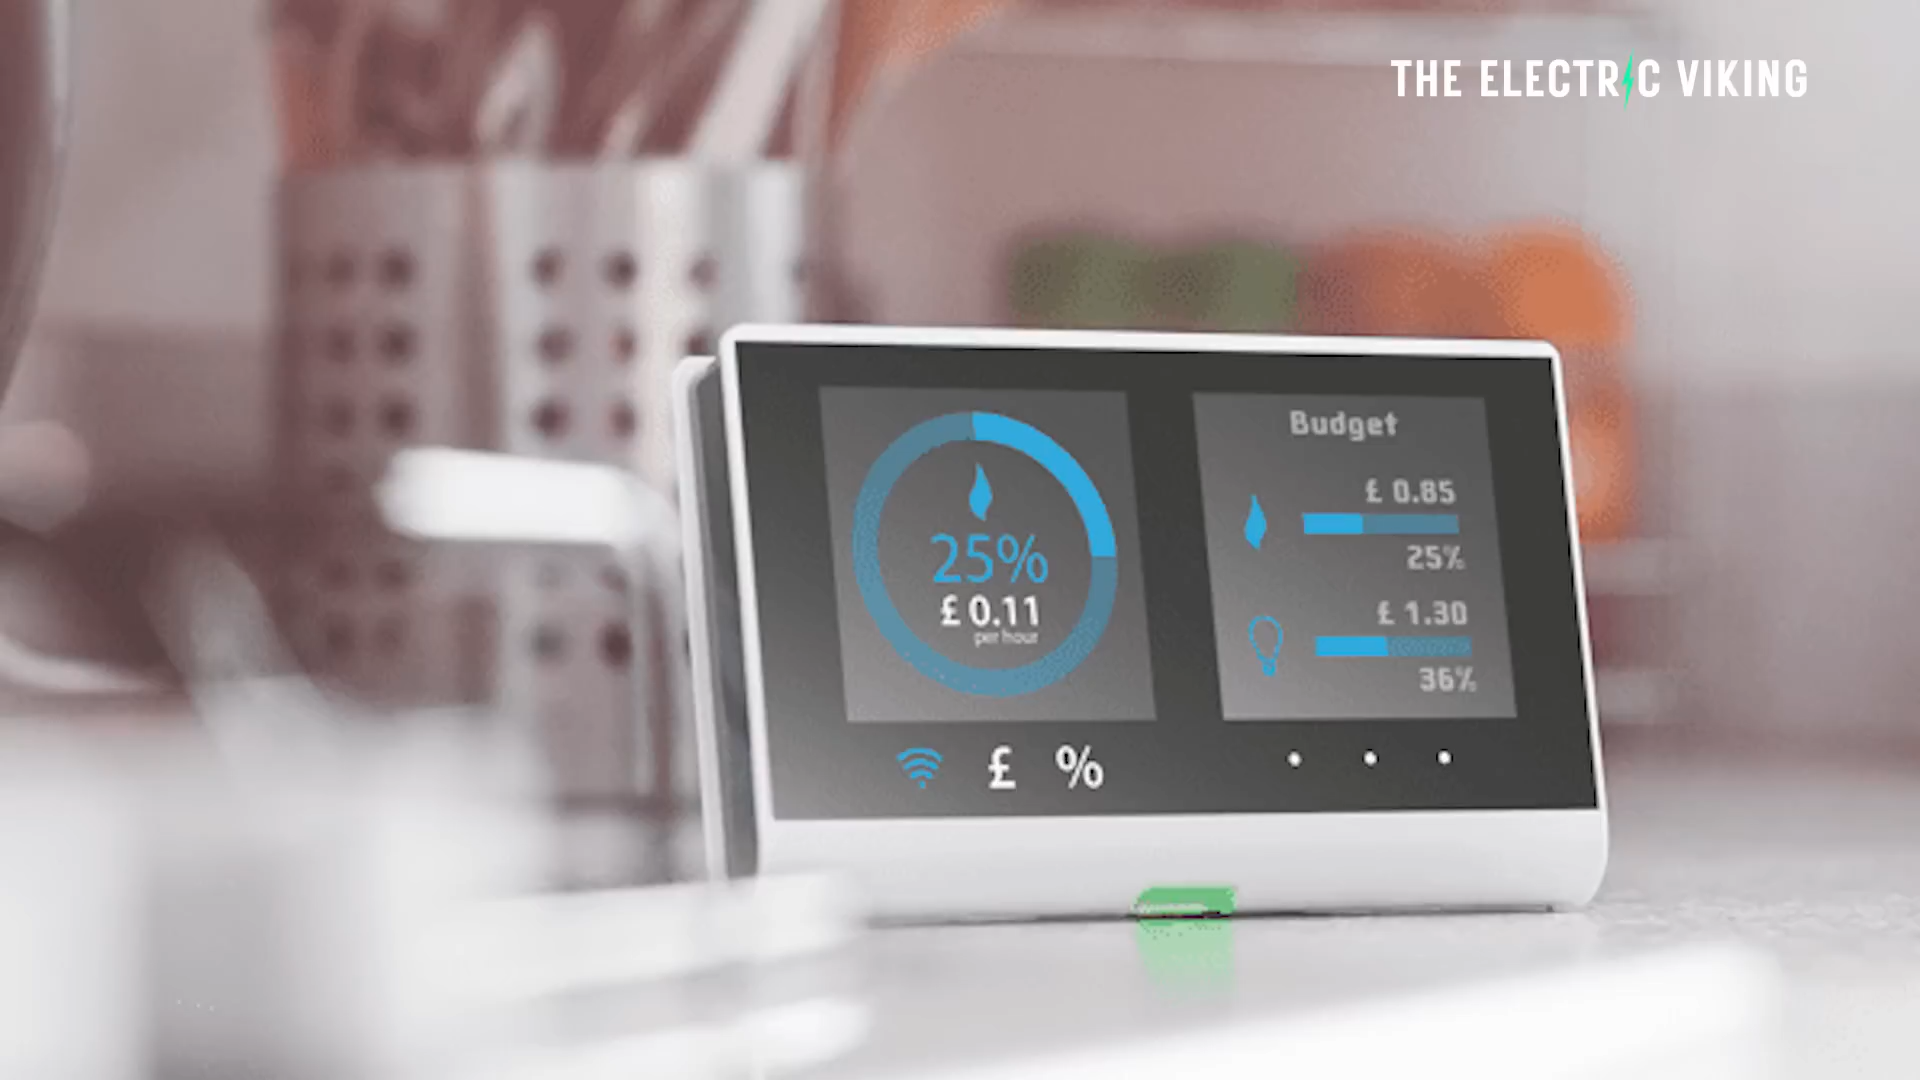 THE ELECTRIC VIKING
25%
£ 0.11
per hour
£ %
Budget
£ 0.85
25%
£ 1.30
36%